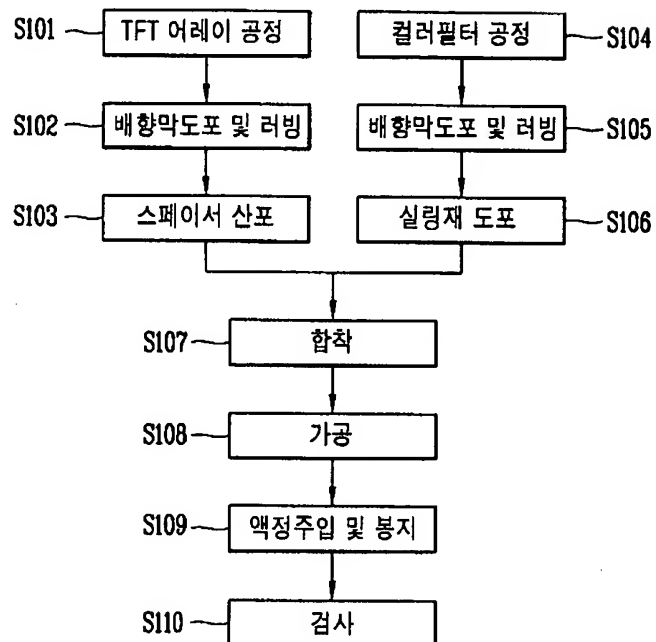 S101
TFT 어레이 공정
컬러필터 공정
S104
S102
배향막도포 및 러빙
배향막도포 및 러빙
S105
S103
스페이서 산포
실링재 도포
S106
S107
합착
S108
가공
S109
액정주입 및 봉지
S110
검사